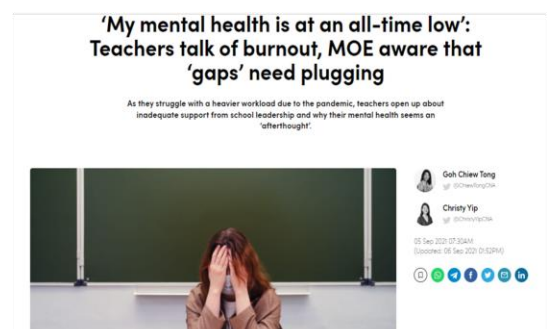 ‘My mental health is at an all-time low’:
Teachers talk of burnout, MOE aware that
‘gaps’ need plugging
As they struggle with a heavier workload due to the pandemic, teachers open up about
inadequate support from school leadership and why their mental health seems an
‘afterthought’.
Goh Chiew Tong
@ChiewTongCNA
Christy Yip
@ChristyYipCNA
05 Sep 2021 07:30AM
(Updated: 06 Sep 2021 01:52PM)